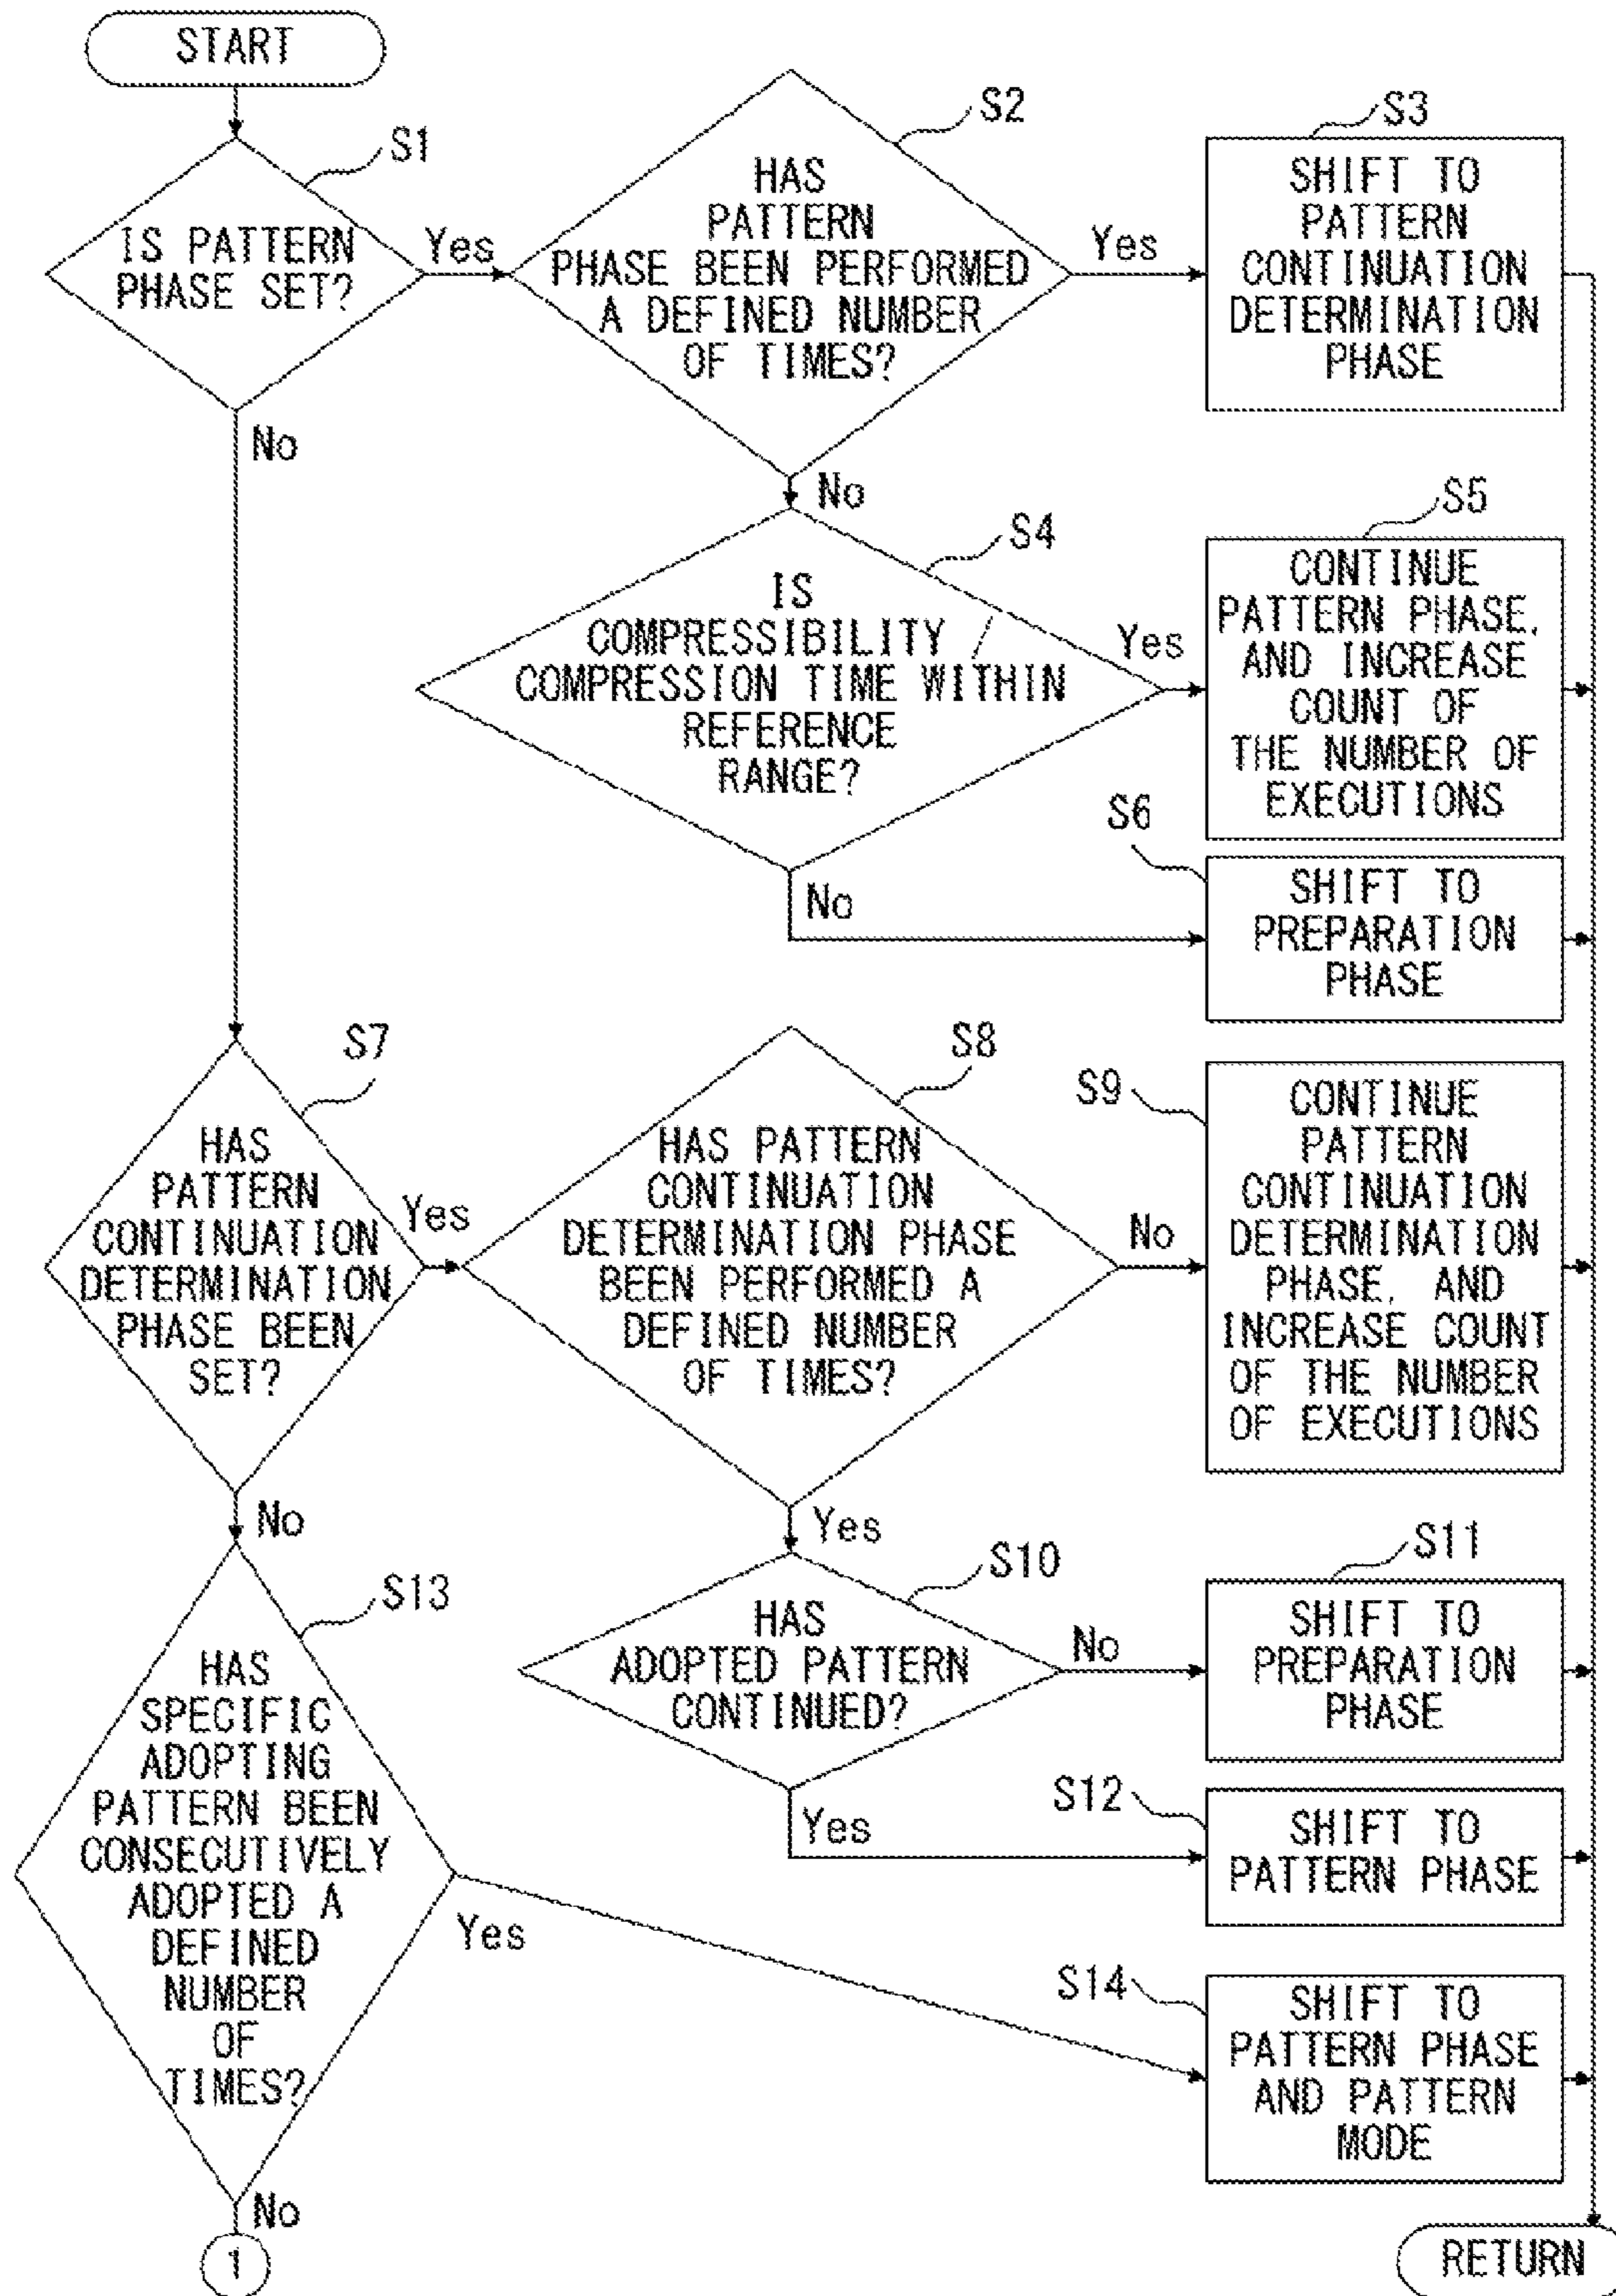 START
S1
IS PATTERN
PHASE SET?
Yes
No
S2
HAS
PATTERN
PHASE BEEN PERFORMED
A DEFINED NUMBER
OF TIMES?
Yes
No
S3
SHIFT TO
PATTERN
CONTINUATION
DETERMINATION
PHASE
S4
IS
COMPRESSIBILITY
COMPRESSION TIME WITHIN
REFERENCE
RANGE?
Yes
No
S5
CONTINUE
PATTERN PHASE,
AND INCREASE
COUNT OF
THE NUMBER OF
EXECUTIONS
S6
SHIFT TO
PREPARATION
PHASE
S7
HAS
PATTERN
CONTINUATION
DETERMINATION
PHASE BEEN
SET?
Yes
No
S8
HAS PATTERN
CONTINUATION
DETERMINATION PHASE
BEEN PERFORMED A
DEFINED NUMBER
OF TIMES?
No
Yes
S9
CONTINUE
PATTERN
CONTINUATION
DETERMINATION
PHASE, AND
INCREASE COUNT
OF THE NUMBER
OF EXECUTIONS
S10
HAS
ADOPTED PATTERN
CONTINUED?
No
Yes
S11
SHIFT TO
PREPARATION
PHASE
S12
SHIFT TO
PATTERN PHASE
S13
HAS
SPECIFIC
ADOPTING
PATTERN BEEN
CONSECUTIVELY
ADOPTED A
DEFINED
NUMBER
OF
TIMES?
Yes
No
S14
SHIFT TO
PATTERN PHASE
AND PATTERN
MODE
1
RETURN